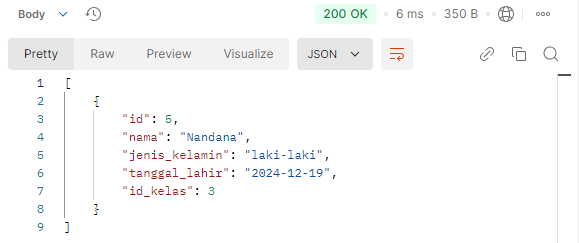 Body 200 OK 6 ms 350 B
Pretty Raw Preview Visualize JSON
1 [
2 {
3 "id": 5,
4 "nama": "Nandana",
5 "jenis_kelamin": "laki-laki",
6 "tanggal_lahir": "2024-12-19",
7 "id_kelas": 3
8 }
9 ]